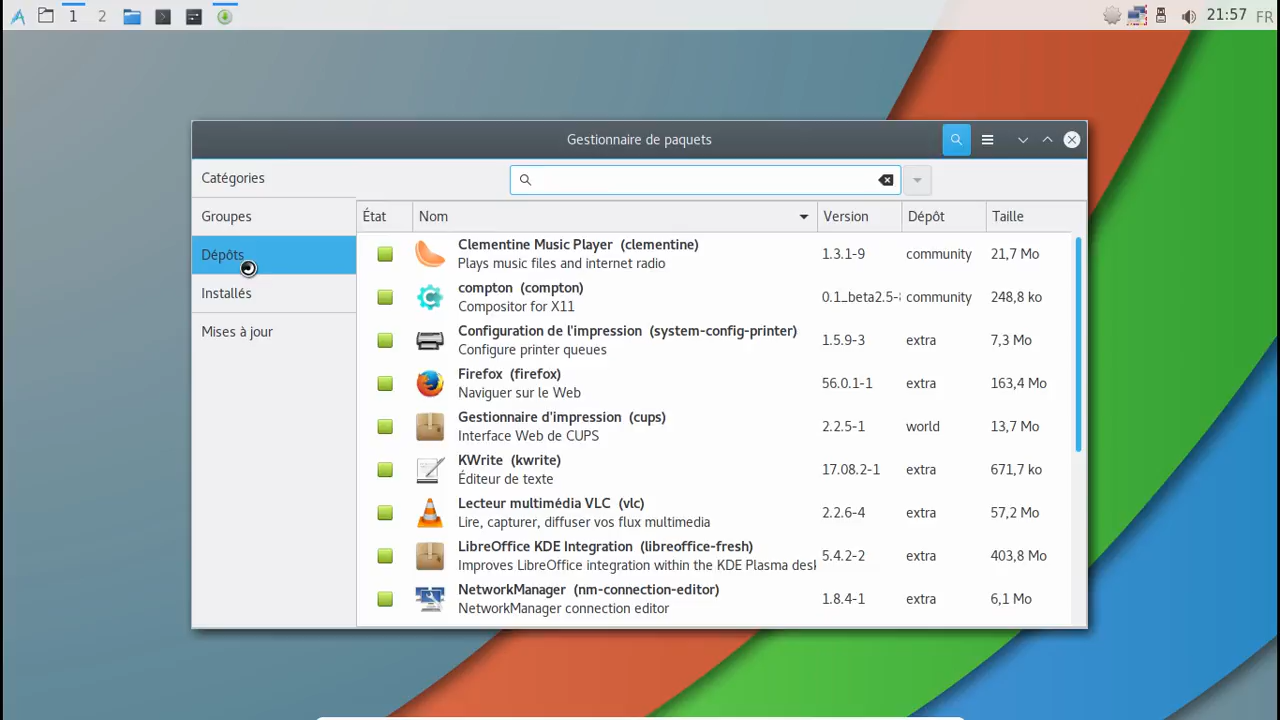 1 2 21:57 FR
Gestionnaire de paquets
Catégories
Groupes
Dépôts
Installés
Mises à jour
État Nom Version Dépôt Taille
Clementine Music Player (clementine) 1.3.1-9 community 21,7 Mo
Plays music files and internet radio
compton (compton) 0.1_beta2.5- community 248,8 ko
Compositor for X11
Configuration de l'impression (system-config-printer) 1.5.9-3 extra 7,3 Mo
Configure printer queues
Firefox (firefox) 56.0.1-1 extra 163,4 Mo
Naviguer sur le Web
Gestionnaire d'impression (cups) 2.2.5-1 world 13,7 Mo
Interface Web de CUPS
KWrite (kwrite) 17.08.2-1 extra 671,7 ko
Éditeur de texte
Lecteur multimédia VLC (vlc) 2.2.6-4 extra 57,2 Mo
Lire, capturer, diffuser vos flux multimedia
LibreOffice KDE Integration (libreoffice-fresh) 5.4.2-2 extra 403,8 Mo
Improves LibreOffice integration within the KDE Plasma desk
NetworkManager (nm-connection-editor) 1.8.4-1 extra 6,1 Mo
NetworkManager connection editor